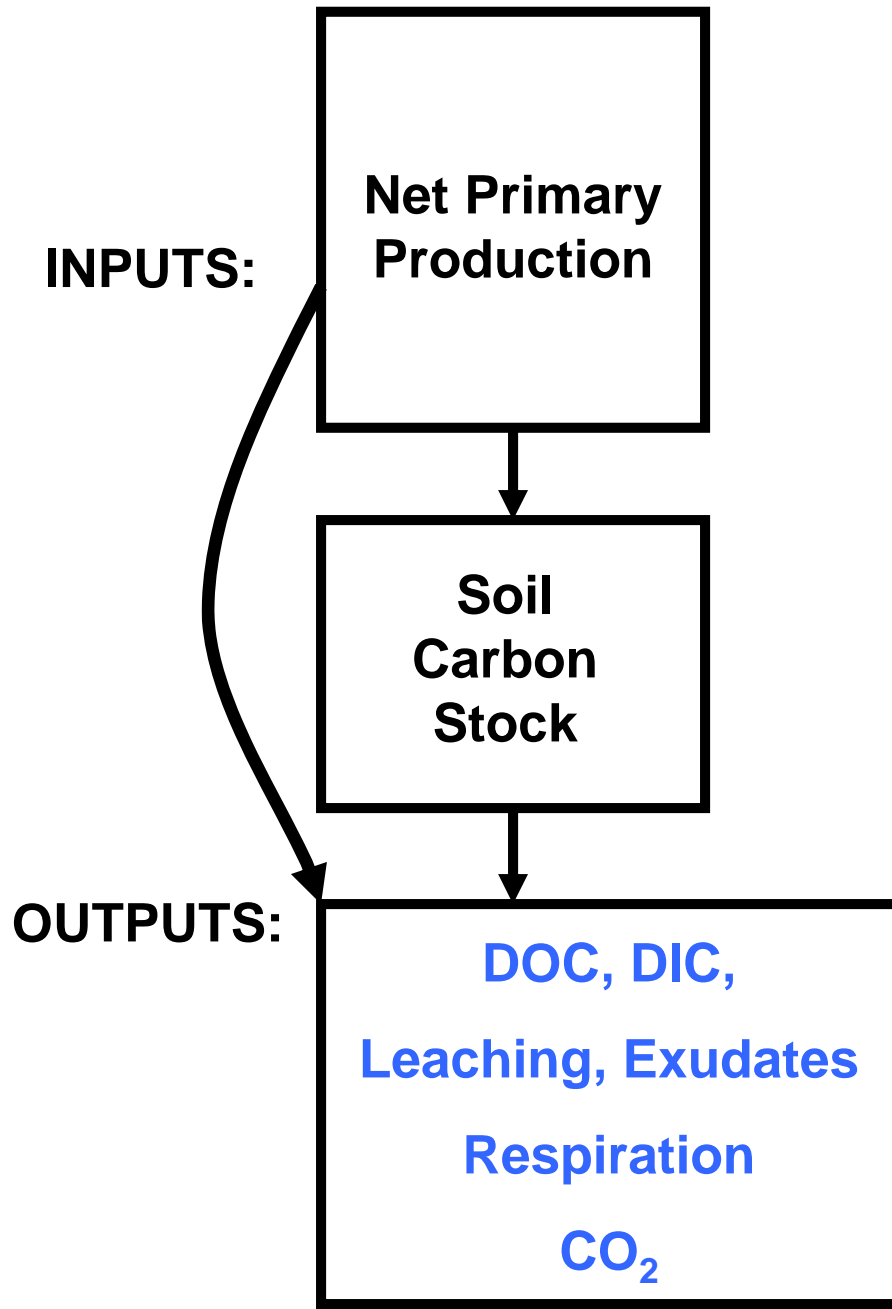 Net Primary
Production
INPUTS:
Soil
Carbon
Stock
OUTPUTS:
DOC, DIC,
Leaching, Exudates
Respiration
CO₂